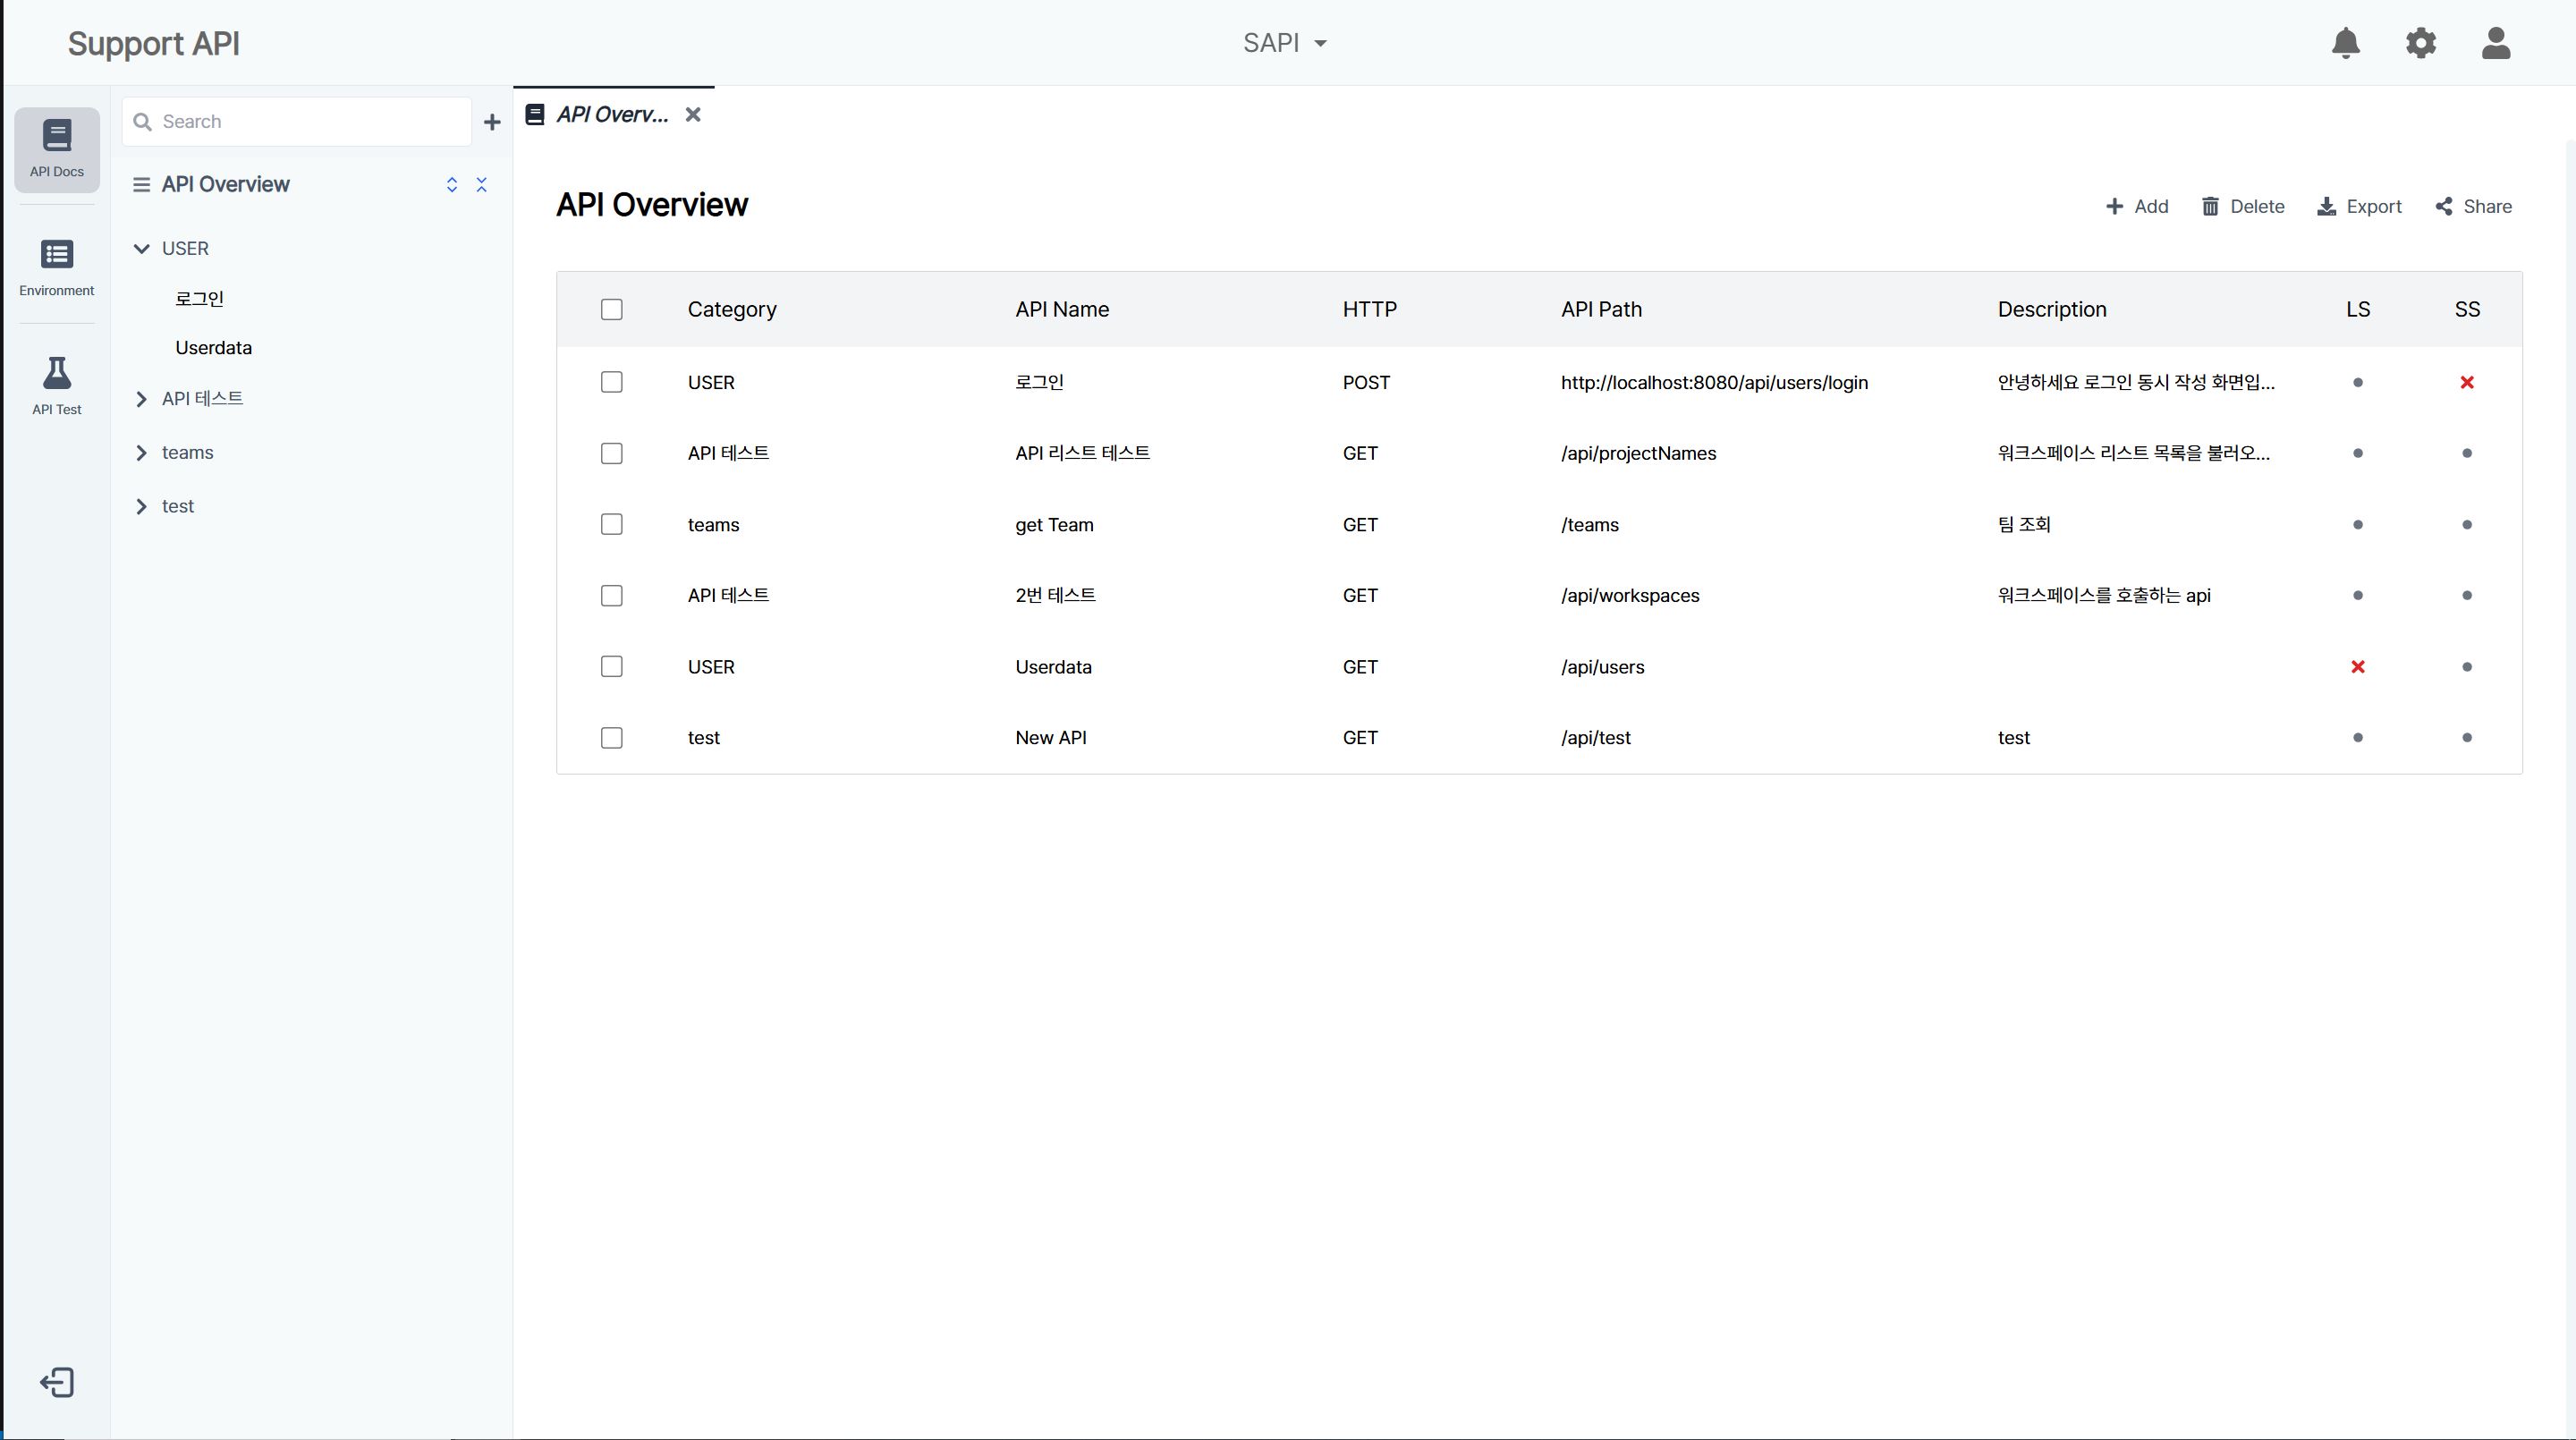 Support API
SAPI
API Docs
Environment
API Test
Search
API Overview
USER
로그인
Userdata
API 테스트
teams
test
API Overv...
API Overview
Add Delete Export Share
Category API Name HTTP API Path Description LS SS
USER 로그인 POST http://localhost:8080/api/users/login 안녕하세요 로그인 동시 작성 화면입...
API 테스트 API 리스트 테스트 GET /api/projectNames 워크스페이스 리스트 목록을 불러오...
teams get Team GET /teams 팀 조회
API 테스트 2번 테스트 GET /api/workspaces 워크스페이스를 호출하는 api
USER Userdata GET /api/users
test New API GET /api/test test